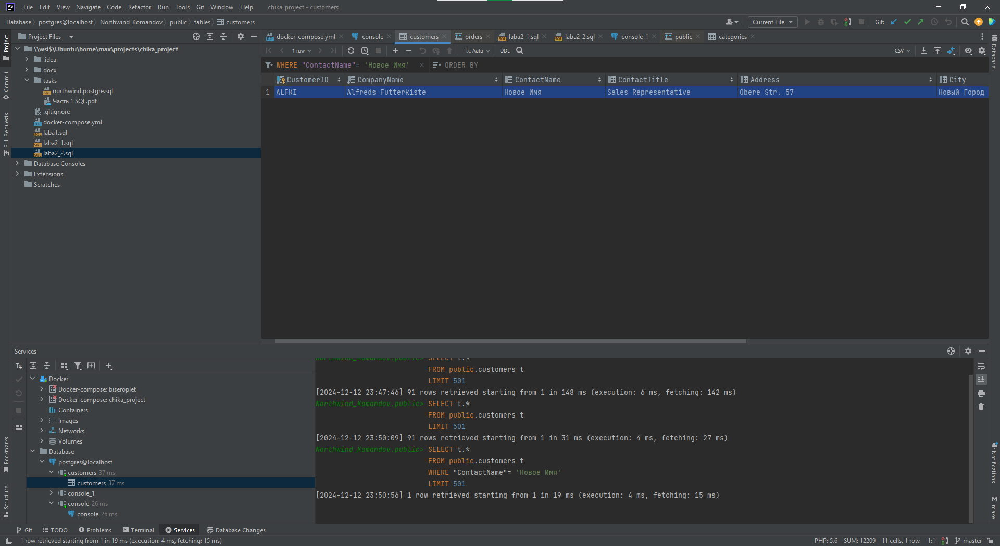 PS File Edit View Navigate Code Refactor Run Tools Git Window Help chika_project - customers
Database postgres@localhost Northwind_Komandov public tables customers
Current File Git:
Project Files
docker-compose.yml console customers orders laba2_1.sql laba2_2.sql console_1 public categories
1 row Tx: Auto DDL CSV
WHERE "ContactName"= 'Новое Имя' ORDER BY
CustomerID CompanyName ContactName ContactTitle Address City
1 ALFKI Alfreds Futterkiste Новое Имя Sales Representative Obere Str. 57 Новый Город
\\wsl$\Ubuntu\home\max\projects\chika_project
.idea
docx
tasks
northwind.postgre.sql
Часть 1 SQL.pdf
.gitignore
docker-compose.yml
laba1.sql
laba2_1.sql
laba2_2.sql
Database Consoles
Extensions
Scratches
Project
Commit
Pull Requests
Bookmarks
Structure
Database
Notifications
make
Services
Tx
Docker
Docker-compose: biseroplet
Docker-compose: chika_project
Containers
Images
Networks
Volumes
Database
postgres@localhost
customers 37 ms
customers 37 ms
console_1
console 26 ms
console 26 ms
Northwind_Komandov.public> SELECT t.*
FROM public.customers t
LIMIT 501
[2024-12-12 23:47:46] 91 rows retrieved starting from 1 in 148 ms (execution: 6 ms, fetching: 142 ms)
Northwind_Komandov.public> SELECT t.*
FROM public.customers t
LIMIT 501
[2024-12-12 23:50:09] 91 rows retrieved starting from 1 in 31 ms (execution: 4 ms, fetching: 27 ms)
Northwind_Komandov.public> SELECT t.*
FROM public.customers t
WHERE "ContactName"= 'Новое Имя'
LIMIT 501
[2024-12-12 23:50:56] 1 row retrieved starting from 1 in 19 ms (execution: 4 ms, fetching: 15 ms)
Git TODO Problems Terminal Services Database Changes
1 row retrieved starting from 1 in 19 ms (execution: 4 ms, fetching: 15 ms) PHP: 5.6 SUM: 12209 11 cells, 1 row 1:1 master